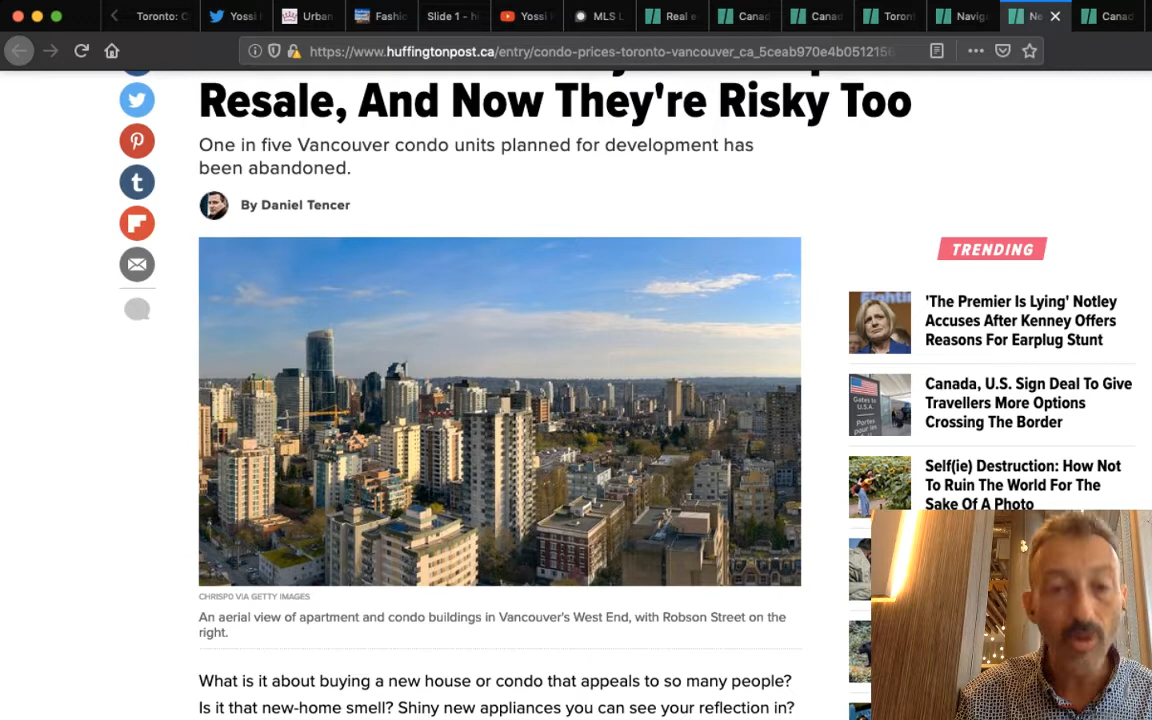 Toronto: C
Yossi
Urban
Fashio
Slide 1 - h
Yossi
MLS L
Real e
Canad
Canad
Toront
Naviga
Ne
Canad
https://www.huffingtonpost.ca/entry/condo-prices-toronto-vancouver_ca_5ceab970e4b051215
Resale, And Now They're Risky Too
One in five Vancouver condo units planned for development has
been abandoned.
By Daniel Tencer
TRENDING
'The Premier Is Lying' Notley
Accuses After Kenney Offers
Reasons For Earplug Stunt
Canada, U.S. Sign Deal To Give
Travellers More Options
Crossing The Border
Self(ie) Destruction: How Not
To Ruin The World For The
Sake Of A Photo
CHRISP0 VIA GETTY IMAGES
An aerial view of apartment and condo buildings in Vancouver's West End, with Robson Street on the
right.
What is it about buying a new house or condo that appeals to so many people?
Is it that new-home smell? Shiny new appliances you can see your reflection in?